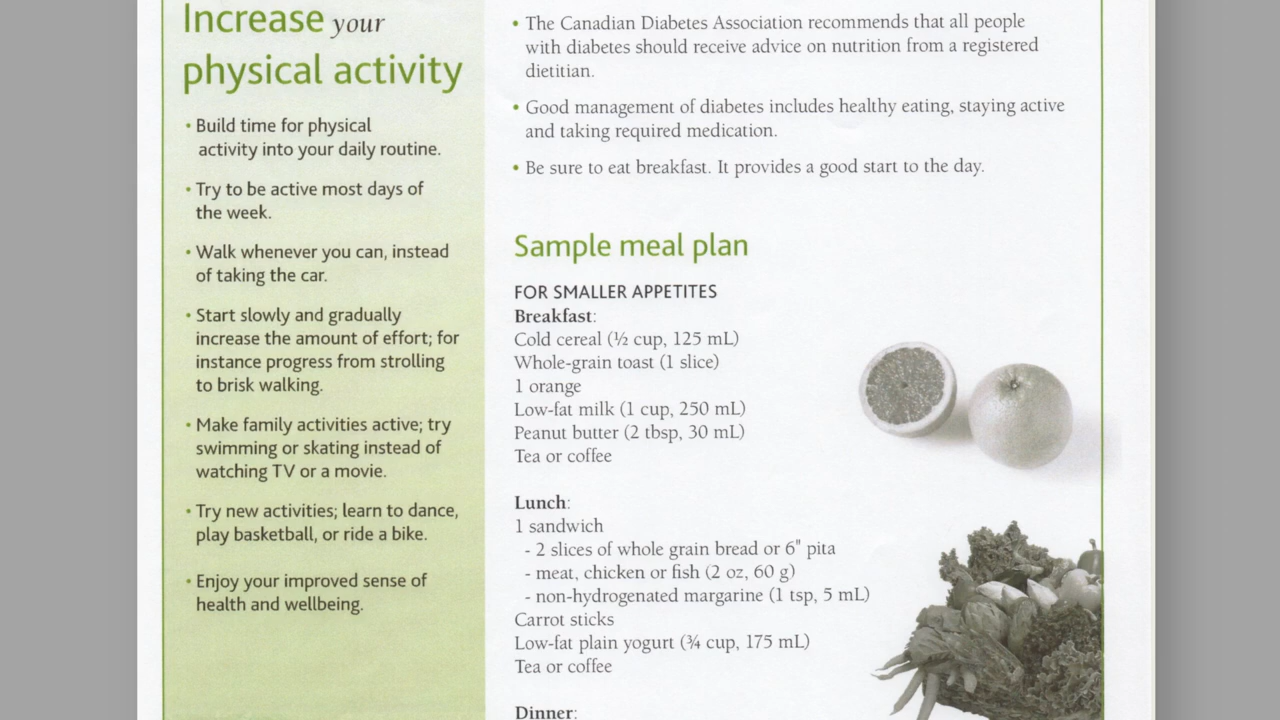 Increase your
physical activity
• Build time for physical
activity into your daily routine.
• Try to be active most days of
the week.
• Walk whenever you can, instead
of taking the car.
• Start slowly and gradually
increase the amount of effort; for
instance progress from strolling
to brisk walking.
• Make family activities active; try
swimming or skating instead of
watching TV or a movie.
• Try new activities; learn to dance,
play basketball, or ride a bike.
• Enjoy your improved sense of
health and wellbeing.
• The Canadian Diabetes Association recommends that all people
with diabetes should receive advice on nutrition from a registered
dietitian.
• Good management of diabetes includes healthy eating, staying active
and taking required medication.
• Be sure to eat breakfast. It provides a good start to the day.
Sample meal plan
FOR SMALLER APPETITES
Breakfast:
Cold cereal (½ cup, 125 mL)
Whole-grain toast (1 slice)
1 orange
Low-fat milk (1 cup, 250 mL)
Peanut butter (2 tbsp, 30 mL)
Tea or coffee
Lunch:
1 sandwich
- 2 slices of whole grain bread or 6" pita
- meat, chicken or fish (2 oz, 60 g)
- non-hydrogenated margarine (1 tsp, 5 mL)
Carrot sticks
Low-fat plain yogurt (¾ cup, 175 mL)
Tea or coffee
Dinner: